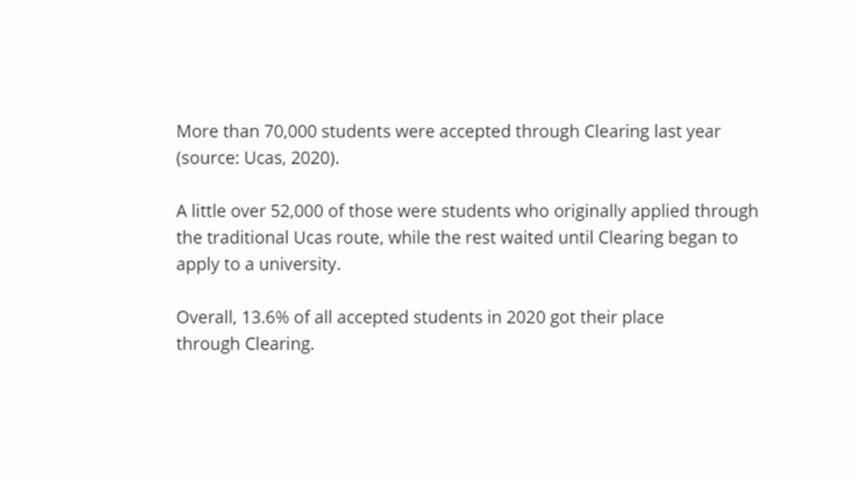 More than 70,000 students were accepted through Clearing last year
(source: Ucas, 2020).
A little over 52,000 of those were students who originally applied through
the traditional Ucas route, while the rest waited until Clearing began to
apply to a university.
Overall, 13.6% of all accepted students in 2020 got their place
through Clearing.